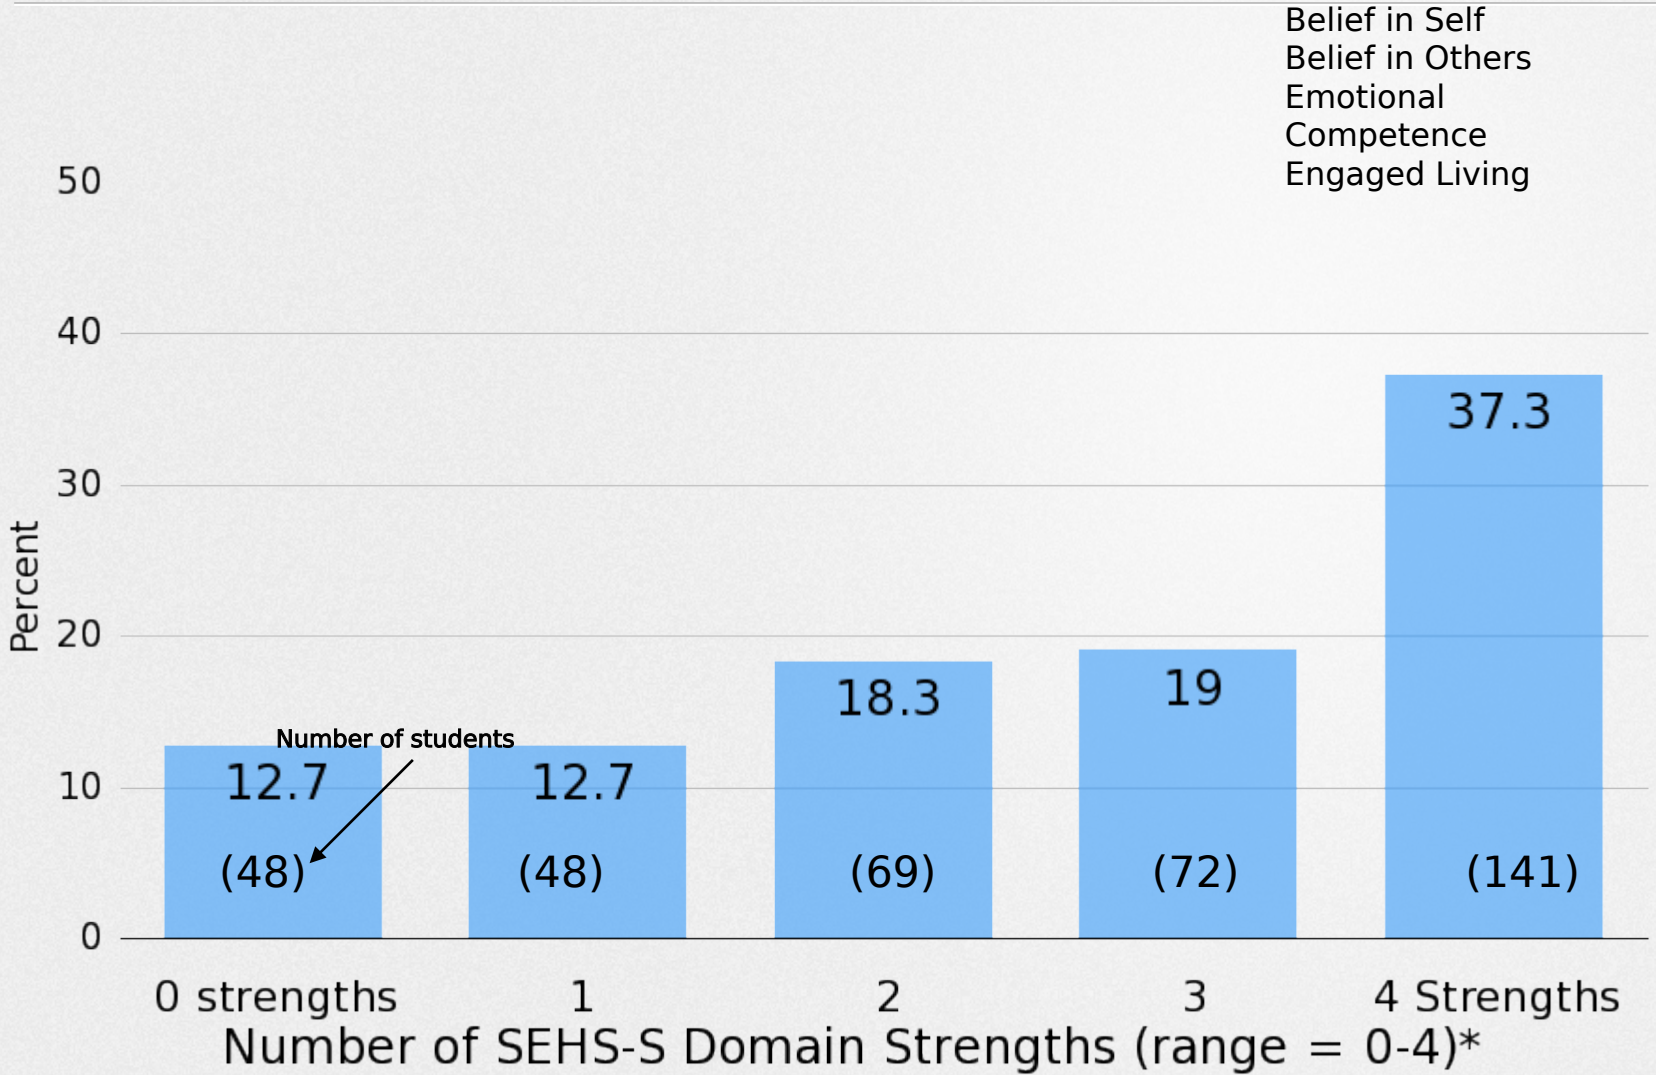 Belief in Self
Belief in Others
Emotional
Competence
Engaged Living
50
40
30
20
10
0
Percent
37.3
18.3
19
Number of students
12.7
12.7
(48)
(48)
(69)
(72)
(141)
0 strengths
1
2
3
4 Strengths
Number of SEHS-S Domain Strengths (range = 0-4)*